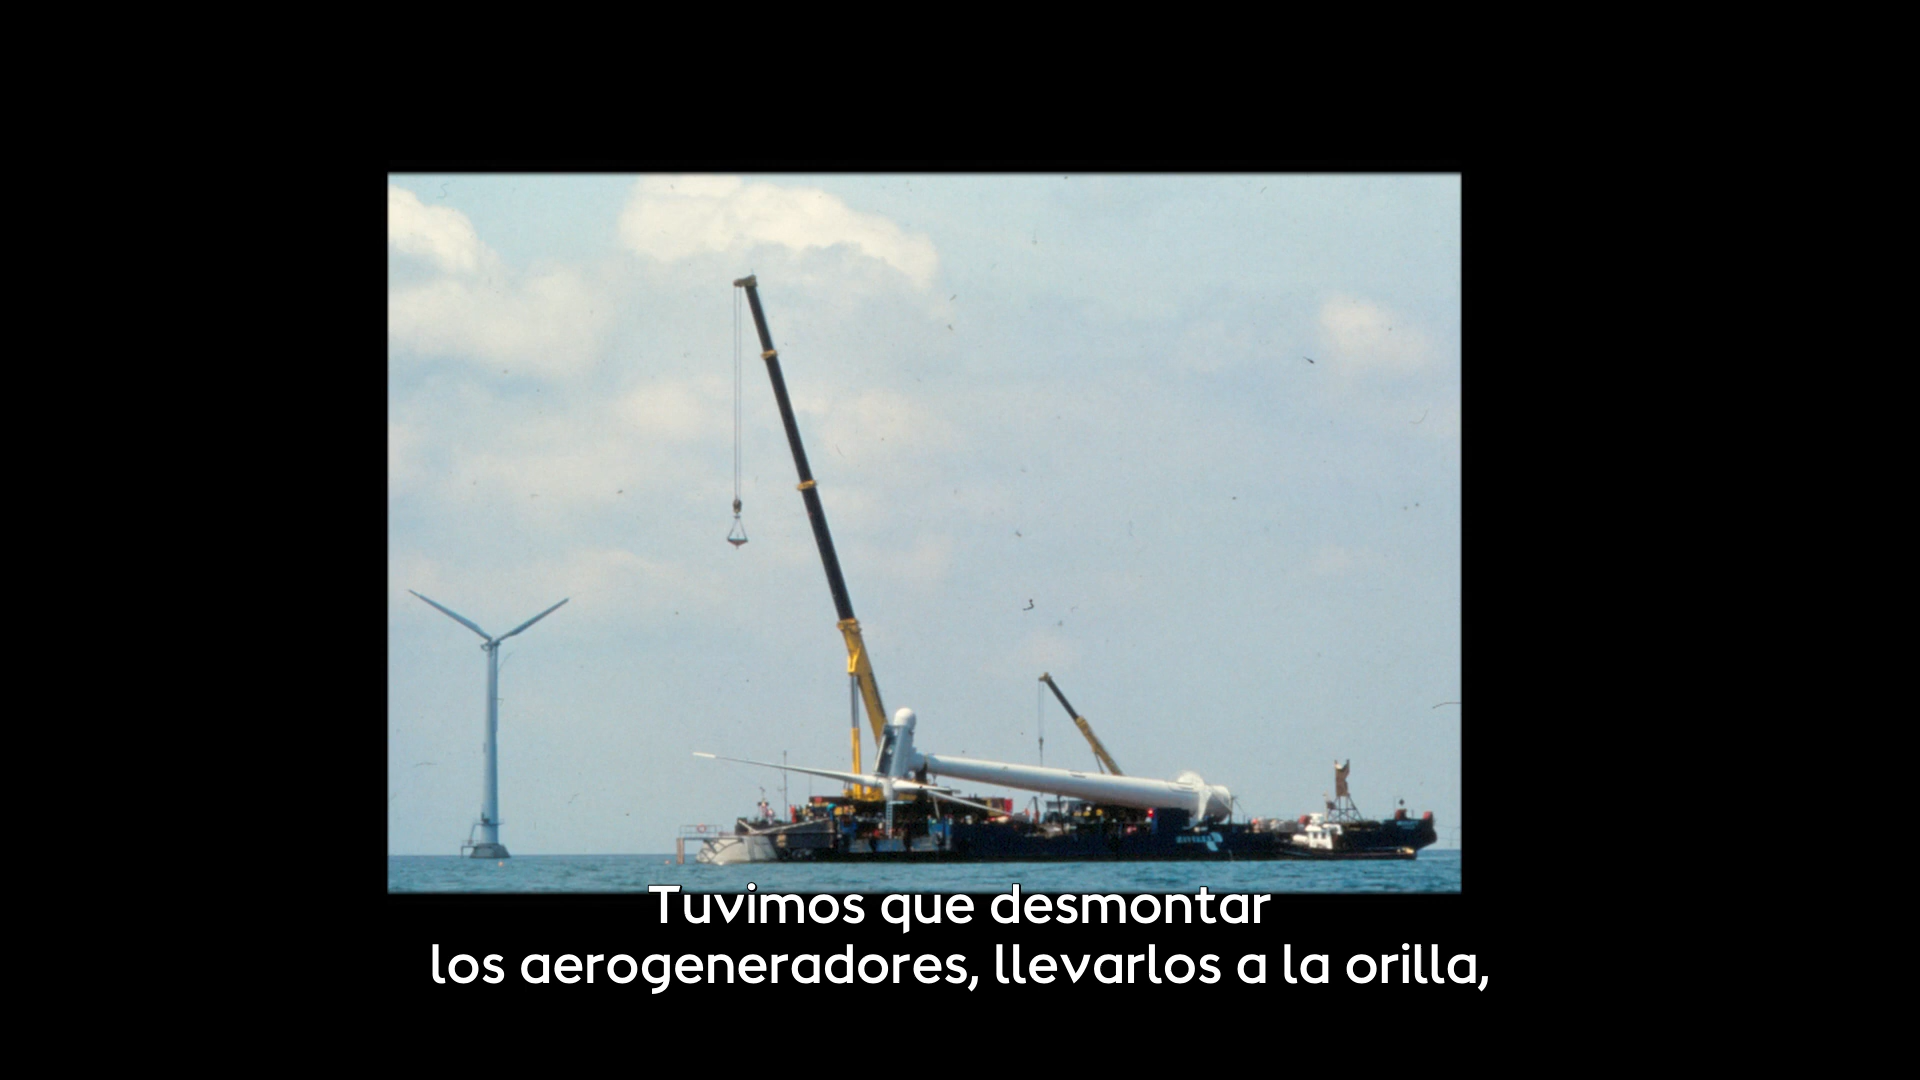 Tuvimos que desmontar
los aerogeneradores, llevarlos a la orilla,